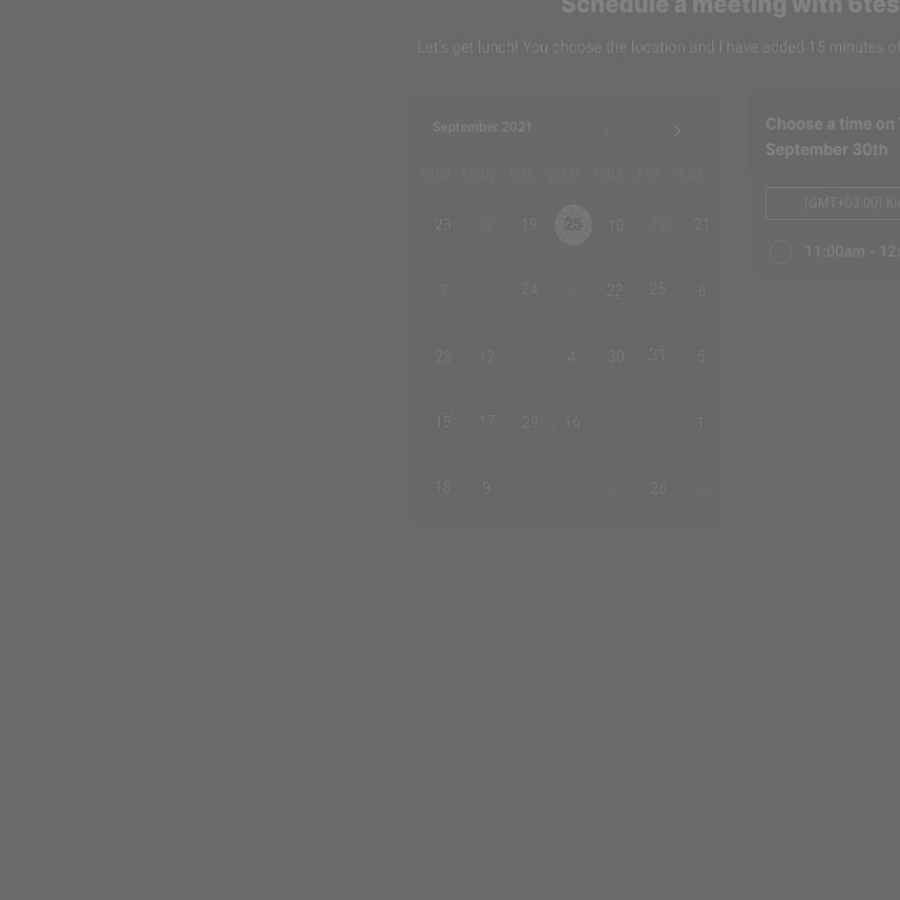 Schedule a meeting with 6tes
Let's get lunch! You choose the location and I have added 15 minutes of
September 2021
SUN MON TUE WED THU FRI SAT
23 12 19 25 10 12 21
7 24 22 25 6
28 12 4 30 31 5
15 17 29 16 1
18 9 26
Choose a time on
September 30th
(GMT+03:00) Ki
11:00am - 12: